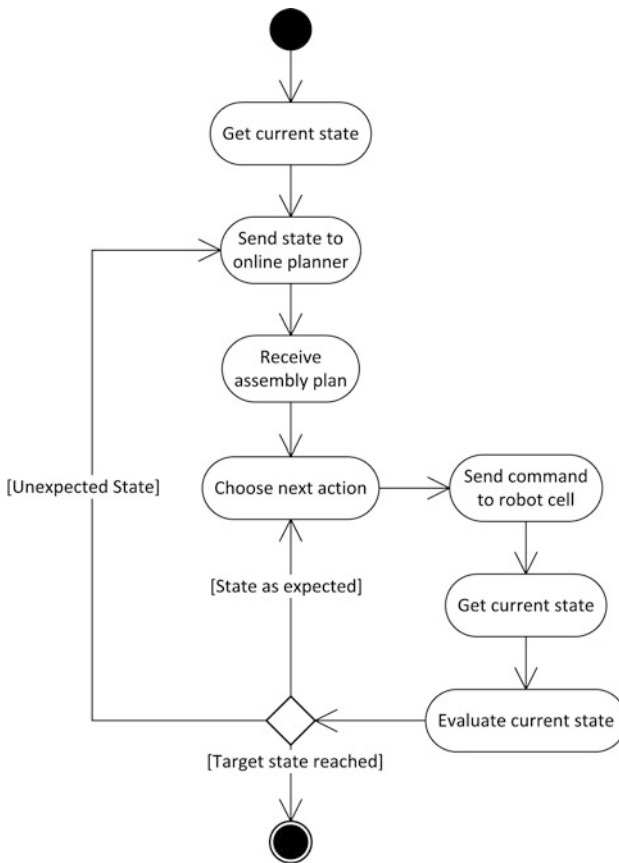 Get current state
Send state to
online planner
Receive
assembly plan
[Unexpected State]
Choose next action
Send command
to robot cell
[State as expected]
Get current state
Evaluate current state
[Target state reached]